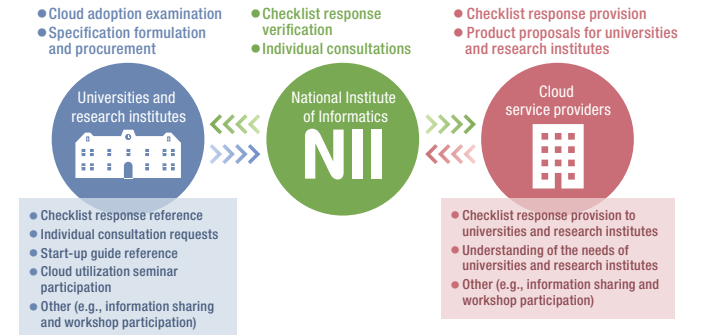 ● Cloud adoption examination
● Specification formulation
and procurement
● Checklist response
verification
● Individual consultations
● Checklist response provision
● Product proposals for universities
and research institutes
Universities and
research institutes
National Institute
of Informatics
NII
Cloud
service providers
● Checklist response reference
● Individual consultation requests
● Start-up guide reference
● Cloud utilization seminar
participation
● Other (e.g., information sharing
and workshop participation)
● Checklist response provision to
universities and research institutes
● Understanding of the needs of
universities and research institutes
● Other (e.g., information sharing and
workshop participation)